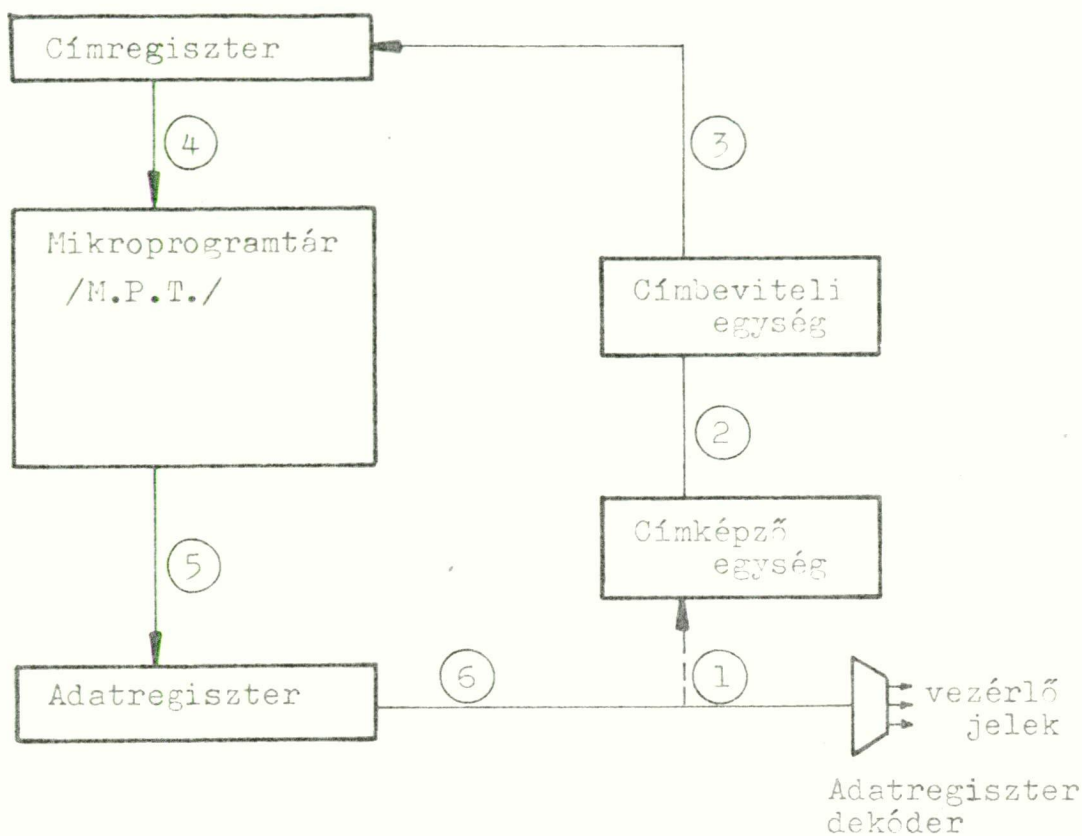 Címregiszter
4
3
Mikroprogramtár
/M.P.T./
Címbeviteli
egység
2
Címképző
egység
5
Adatregiszter
6
1
vezérlő
jelek
Adatregiszter
dekóder